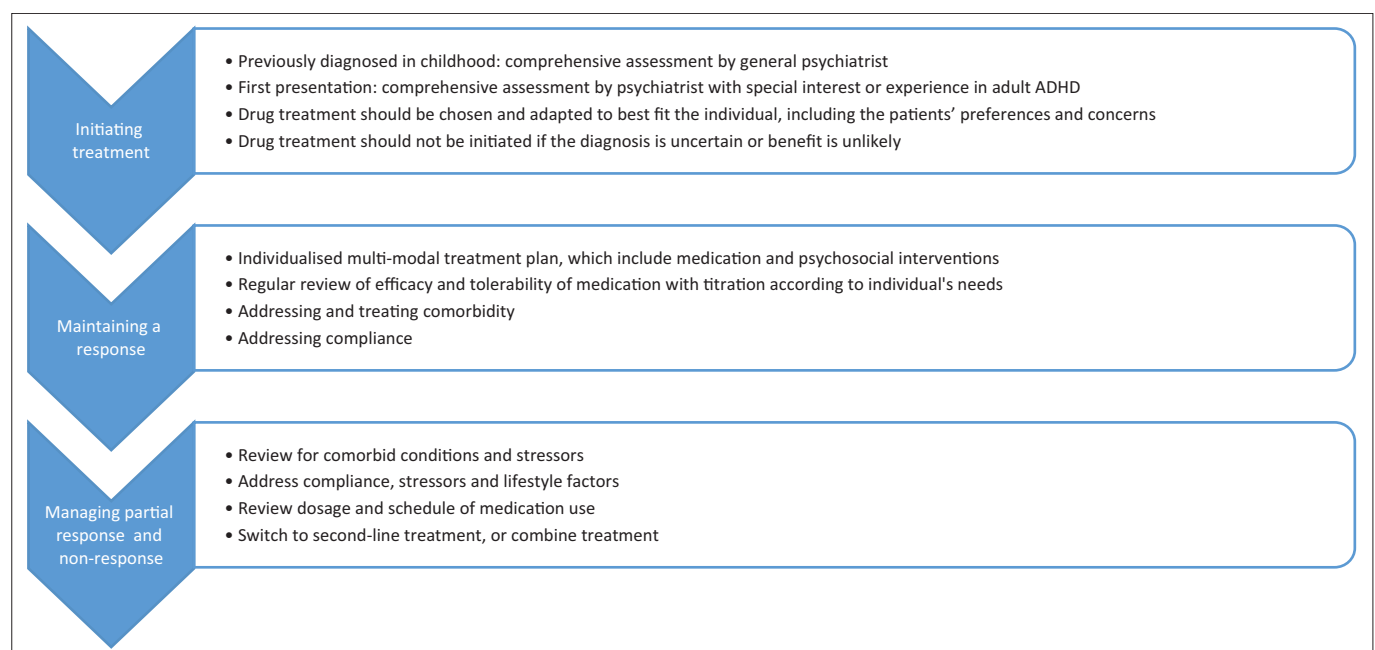 Initiating
treatment
• Previously diagnosed in childhood: comprehensive assessment by general psychiatrist
• First presentation: comprehensive assessment by psychiatrist with special interest or experience in adult ADHD
• Drug treatment should be chosen and adapted to best fit the individual, including the patients’ preferences and concerns
• Drug treatment should not be initiated if the diagnosis is uncertain or benefit is unlikely
Maintaining a
response
• Individualised multi-modal treatment plan, which include medication and psychosocial interventions
• Regular review of efficacy and tolerability of medication with titration according to individual's needs
• Addressing and treating comorbidity
• Addressing compliance
Managing partial
response and
non-response
• Review for comorbid conditions and stressors
• Address compliance, stressors and lifestyle factors
• Review dosage and schedule of medication use
• Switch to second-line treatment, or combine treatment